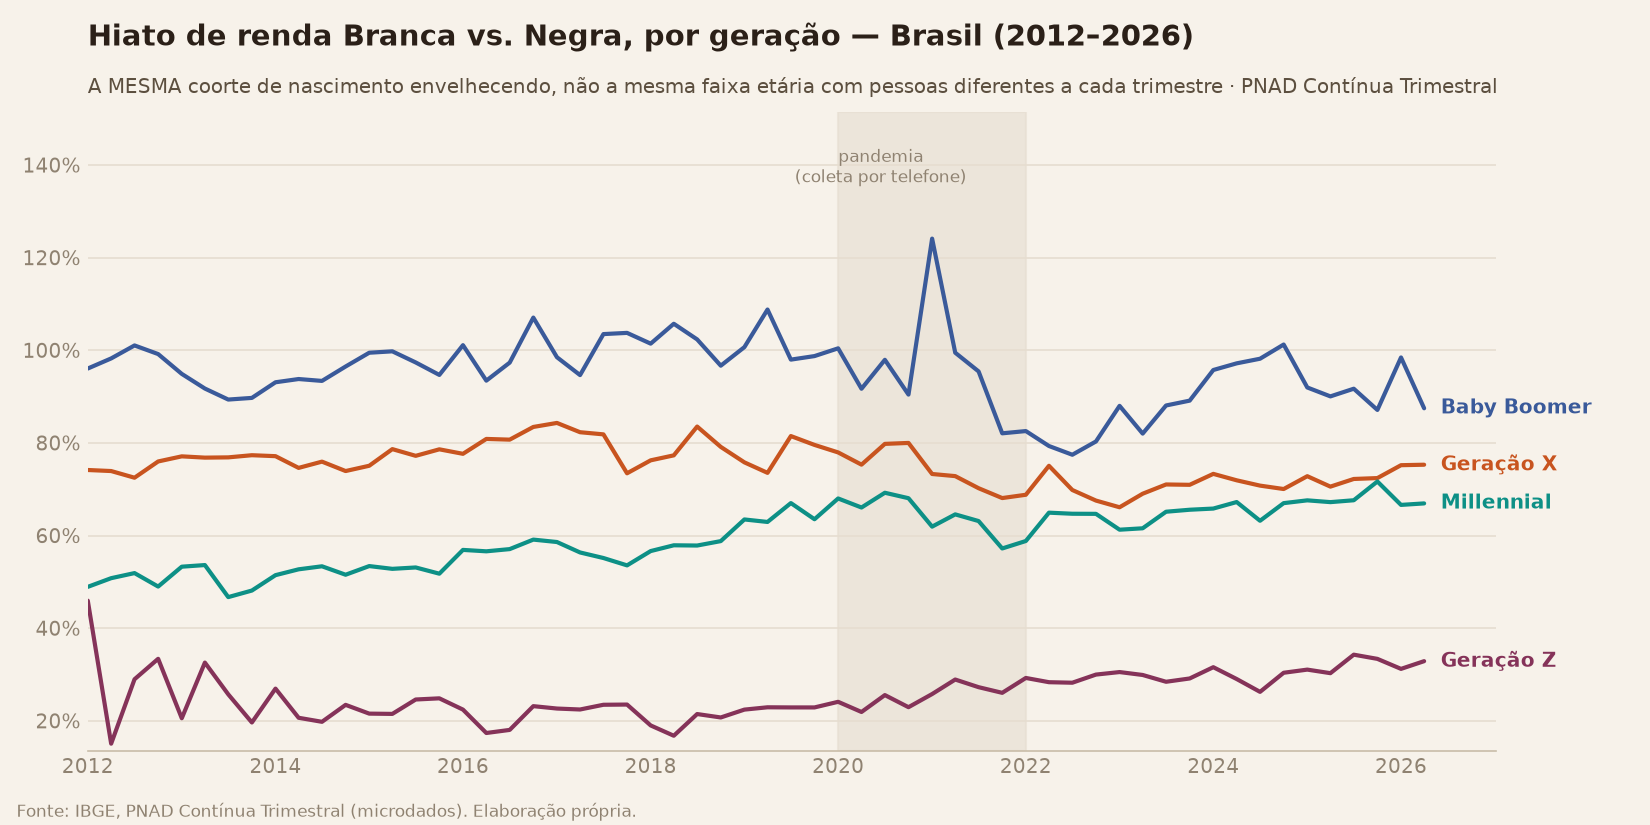 Hiato de renda Branca vs. Negra, por geração — Brasil (2012–2026)
A MESMA coorte de nascimento envelhecendo, não a mesma faixa etária com pessoas diferentes a cada trimestre · PNAD Contínua Trimestral
pandemia
(coleta por telefone)
140%
120%
100%
80%
60%
40%
20%
Baby Boomer
Geração X
Millennial
Geração Z
2012 2014 2016 2018 2020 2022 2024 2026
Fonte: IBGE, PNAD Contínua Trimestral (microdados). Elaboração própria.